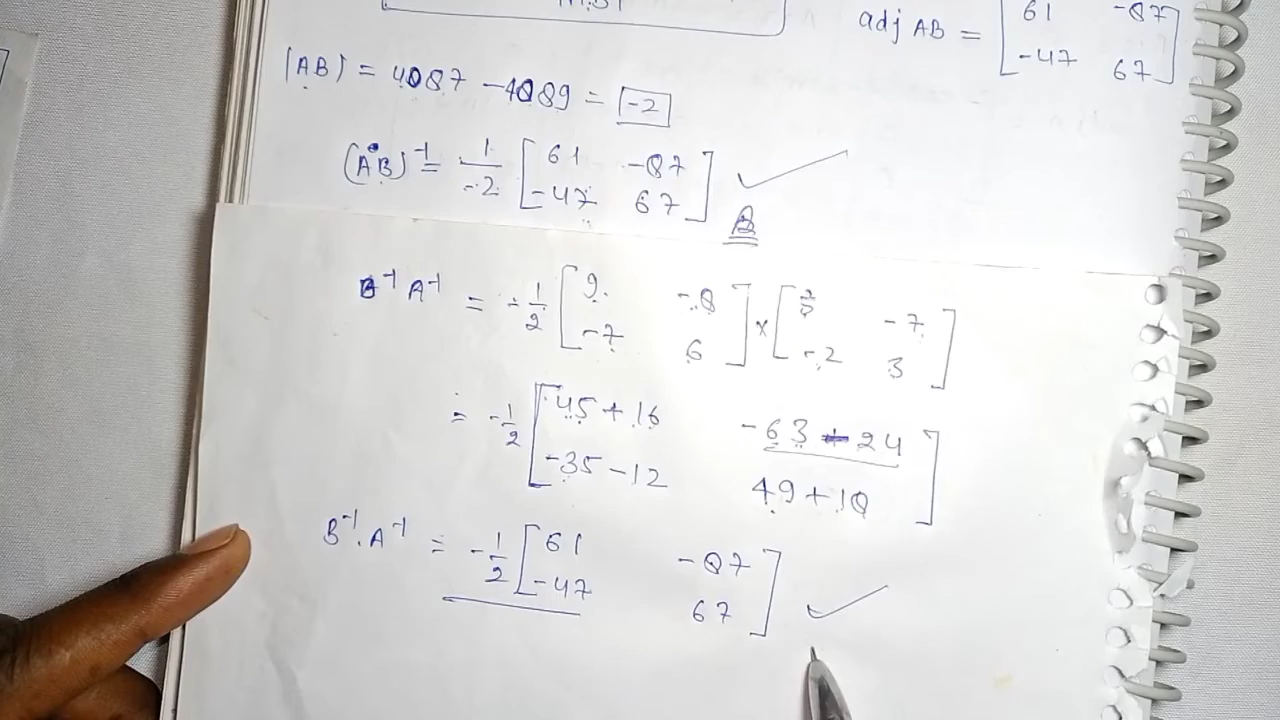 adj AB = [61 -87
-47 67]
|AB| = 4087 - 4089 = -2
(AB)⁻¹ = 1/-2 [61 -87
-47 67] ✓
B⁻¹ A⁻¹ = -1/2 [9 -8
-7 6] × [5 -7
-2 3]
= -1/2 [45 + 16 -63 - 24
-35 - 12 49 + 18]
B⁻¹. A⁻¹ = -1/2 [61 -87
-47 67] ✓